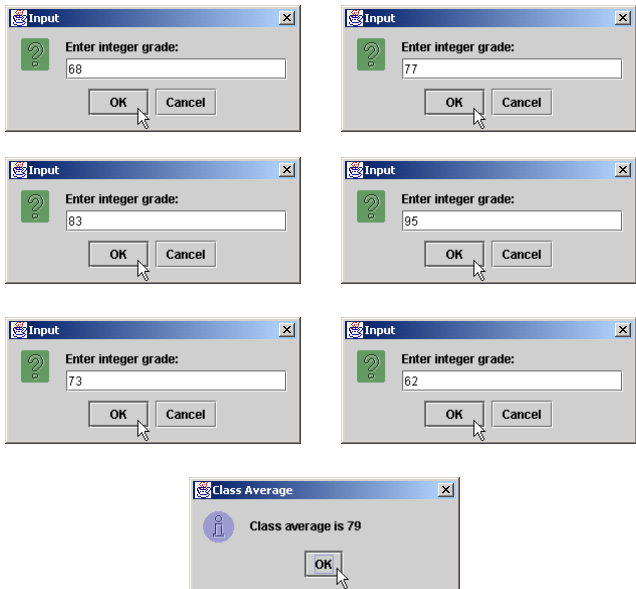 Input
Enter integer grade:
68
OK Cancel
Input
Enter integer grade:
77
OK Cancel
Input
Enter integer grade:
83
OK Cancel
Input
Enter integer grade:
95
OK Cancel
Input
Enter integer grade:
73
OK Cancel
Input
Enter integer grade:
62
OK Cancel
Class Average
Class average is 79
OK